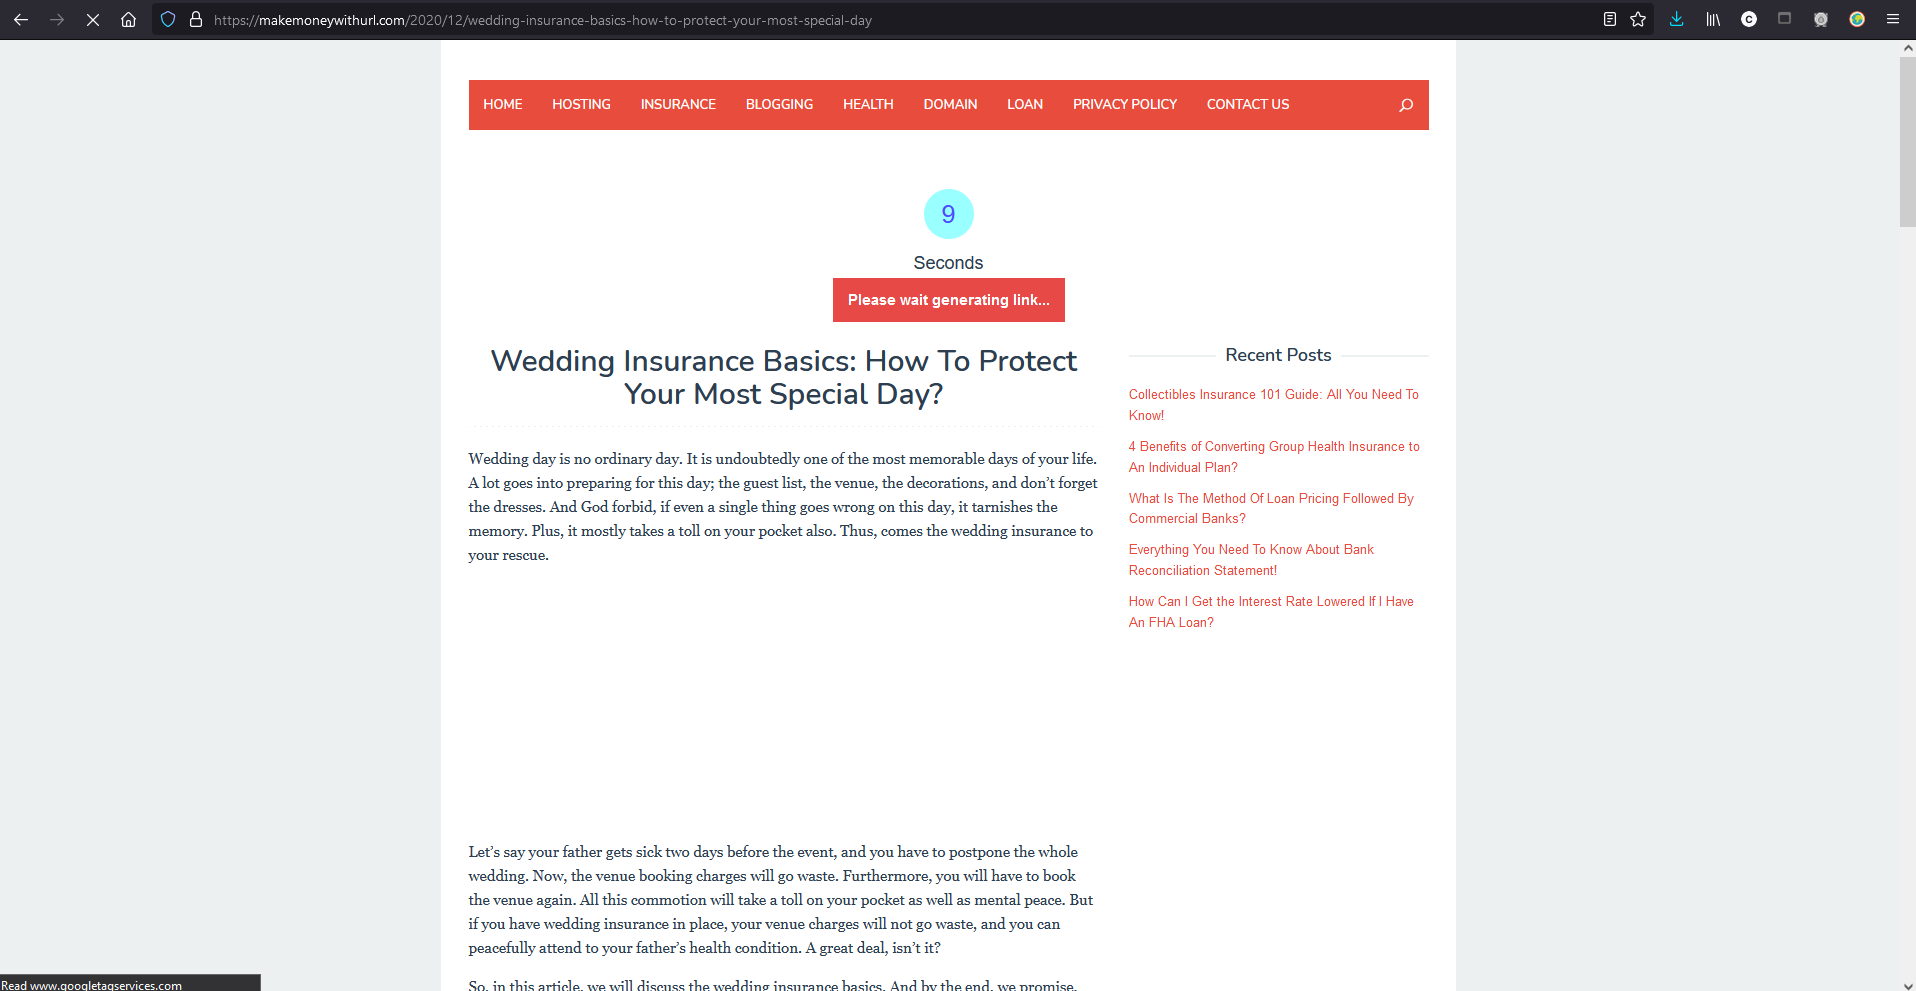 https://makemoneywithurl.com/2020/12/wedding-insurance-basics-how-to-protect-your-most-special-day
HOME HOSTING INSURANCE BLOGGING HEALTH DOMAIN LOAN PRIVACY POLICY CONTACT US
9
Seconds
Please wait generating link...
Wedding Insurance Basics: How To Protect
Your Most Special Day?
Wedding day is no ordinary day. It is undoubtedly one of the most memorable days of your life.
A lot goes into preparing for this day; the guest list, the venue, the decorations, and don’t forget
the dresses. And God forbid, if even a single thing goes wrong on this day, it tarnishes the
memory. Plus, it mostly takes a toll on your pocket also. Thus, comes the wedding insurance to
your rescue.
Let’s say your father gets sick two days before the event, and you have to postpone the whole
wedding. Now, the venue booking charges will go waste. Furthermore, you will have to book
the venue again. All this commotion will take a toll on your pocket as well as mental peace. But
if you have wedding insurance in place, your venue charges will not go waste, and you can
peacefully attend to your father’s health condition. A great deal, isn’t it?
So, in this article, we will discuss the wedding insurance basics. And by the end, we promise,
Recent Posts
Collectibles Insurance 101 Guide: All You Need To
Know!
4 Benefits of Converting Group Health Insurance to
An Individual Plan?
What Is The Method Of Loan Pricing Followed By
Commercial Banks?
Everything You Need To Know About Bank
Reconciliation Statement!
How Can I Get the Interest Rate Lowered If I Have
An FHA Loan?
Read www.googletagservices.com